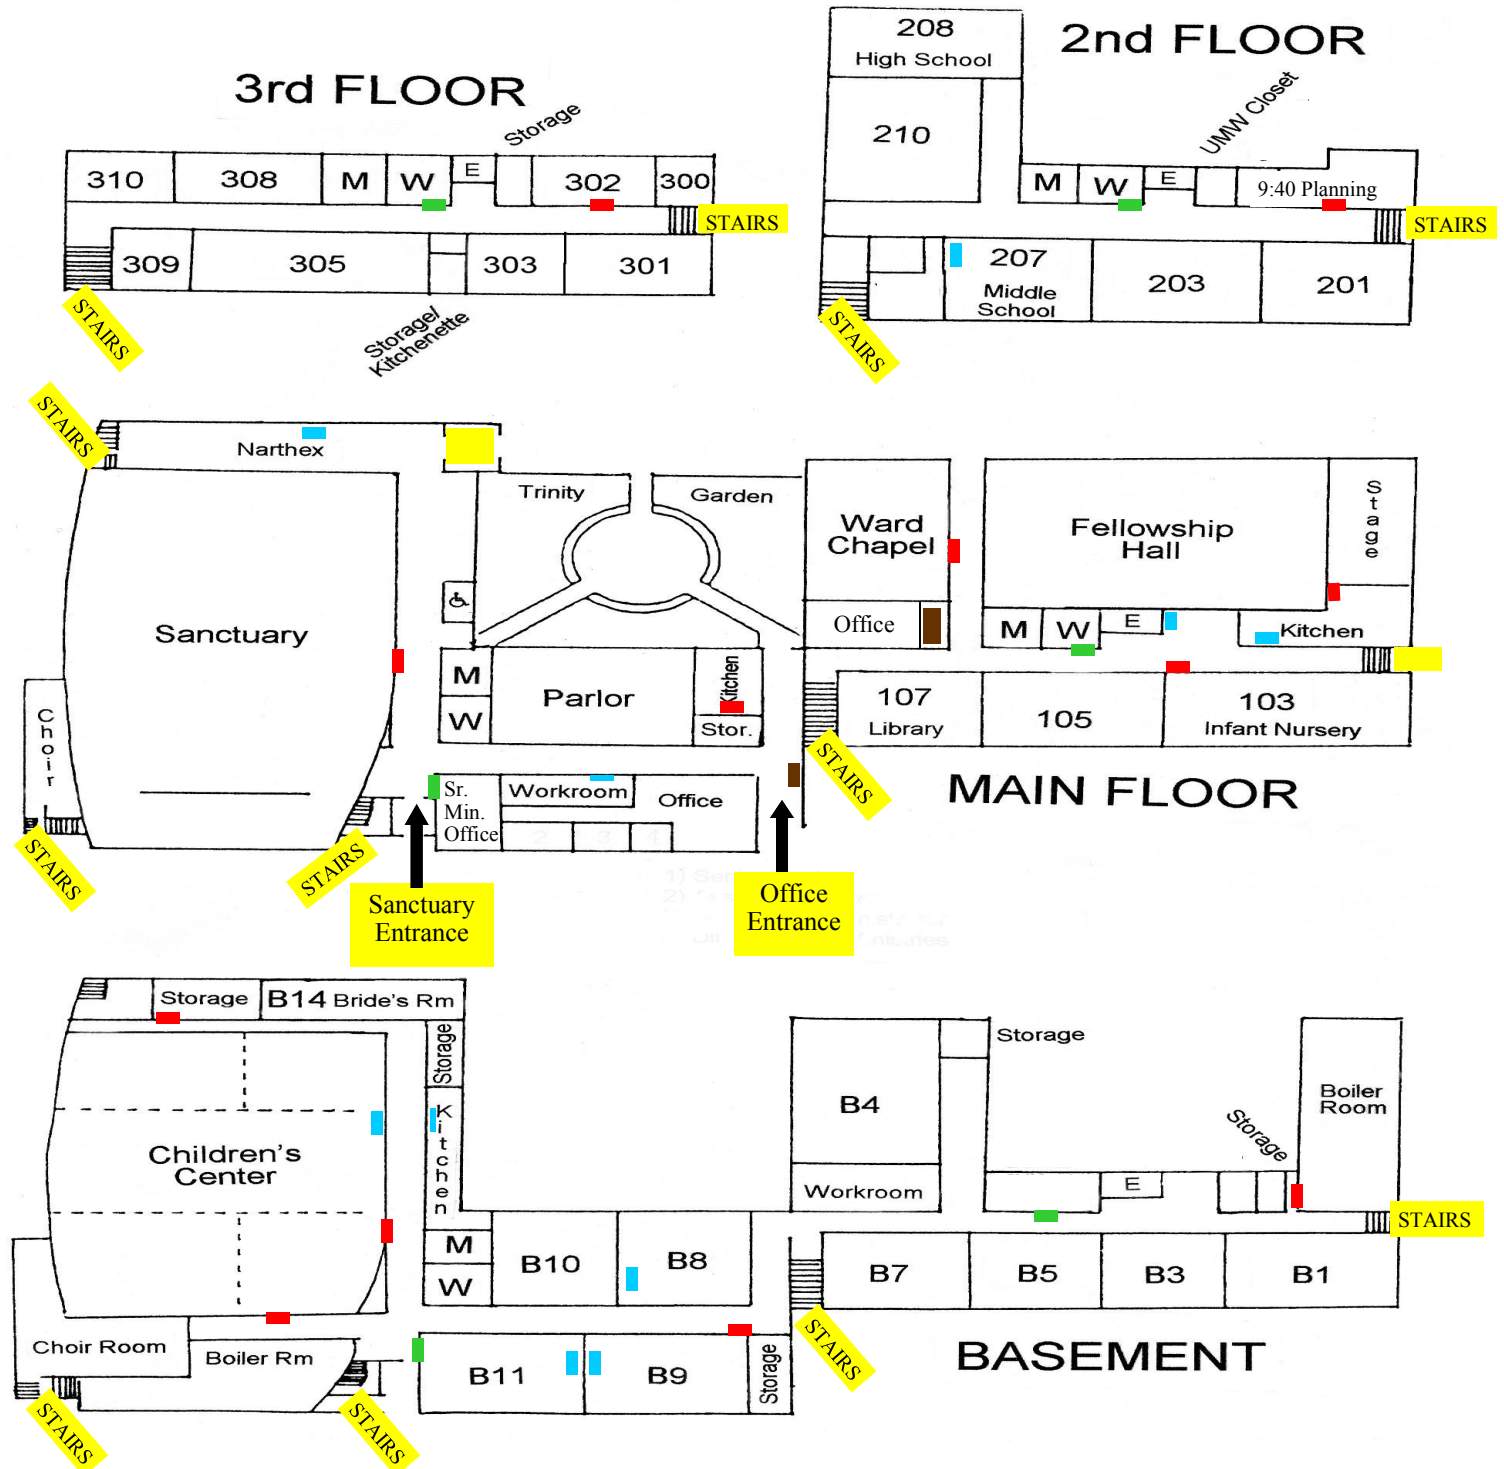 3rd FLOOR
Storage
310
308
M
W
E
302
300
STAIRS
309
305
303
301
STAIRS
Storage/
Kitchenette
2nd FLOOR
208
High School
210
UMW Closet
M
W
E
9:40 Planning
STAIRS
207
Middle
School
203
201
STAIRS
STAIRS
Narthex
Trinity
Garden
Ward
Chapel
Fellowship
Hall
Stage
Sanctuary
Office
M
W
E
Kitchen
M
W
Parlor
Kitchen
Stor.
107
Library
105
103
Infant Nursery
Choir
Sr.
Min.
Office
Workroom
Office
STAIRS
MAIN FLOOR
STAIRS
STAIRS
Sanctuary
Entrance
Office
Entrance
Storage
B14 Bride's Rm
Storage
Kitchen
Children's
Center
M
W
B10
B8
B4
Workroom
Storage
Storage
Boiler
Room
E
STAIRS
B7
B5
B3
B1
Choir Room
Boiler Rm
B11
B9
Storage
STAIRS
STAIRS
STAIRS
BASEMENT